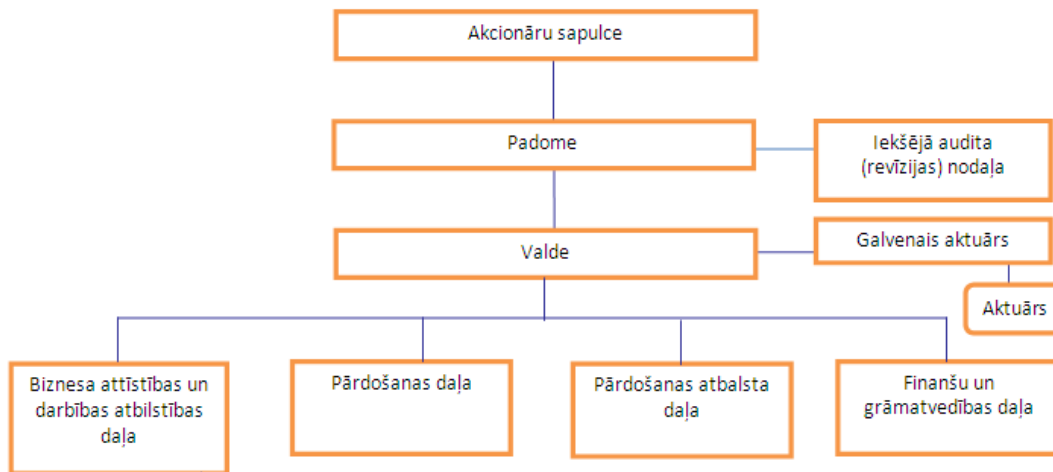 Akcionāru sapulce
Padome
Iekšējā audita
(revīzijas) nodaļa
Valde
Galvenais aktuārs
Aktuārs
Biznesa attīstības un
darbības atbilstības
daļa
Pārdošanas daļa
Pārdošanas atbalsta
daļa
Finanšu un
grāmatvedības daļa